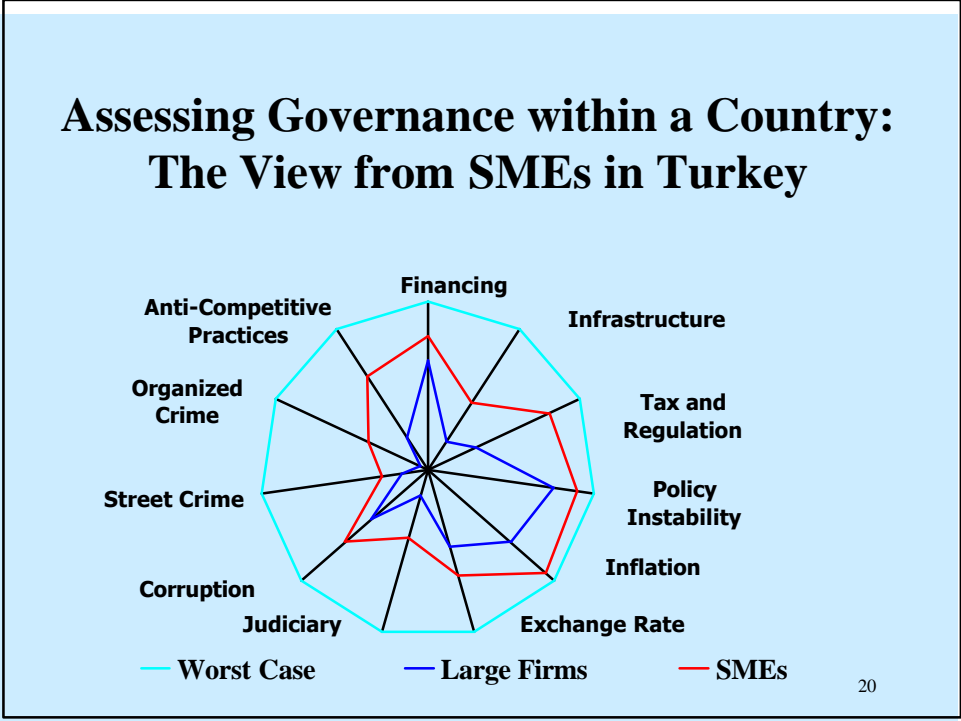 Assessing Governance within a Country:
The View from SMEs in Turkey
Financing
Anti-Competitive
Practices
Infrastructure
Organized
Crime
Tax and
Regulation
Street Crime
Policy
Instability
Inflation
Corruption
Judiciary
Exchange Rate
Worst Case
Large Firms
SMEs
20